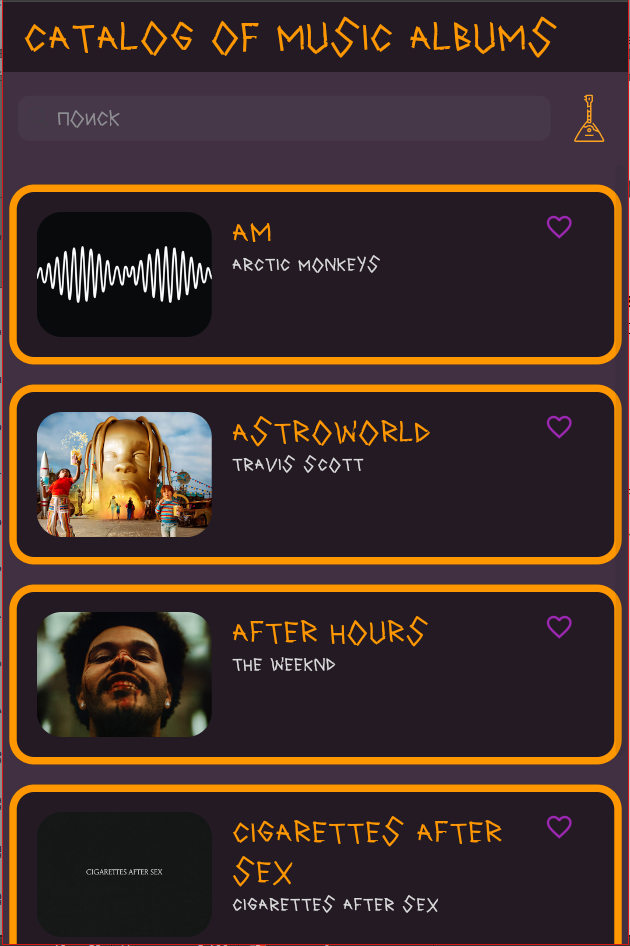 CATALOG OF MUSIC ALBUMS
ПОИСК
AM
ARCTIC MONKEYS
ASTROWORLD
TRAVIS SCOTT
AFTER HOURS
THE WEEKND
CIGARETTES AFTER
SEX
CIGARETTES AFTER SEX
CIGARETTES AFTER SEX